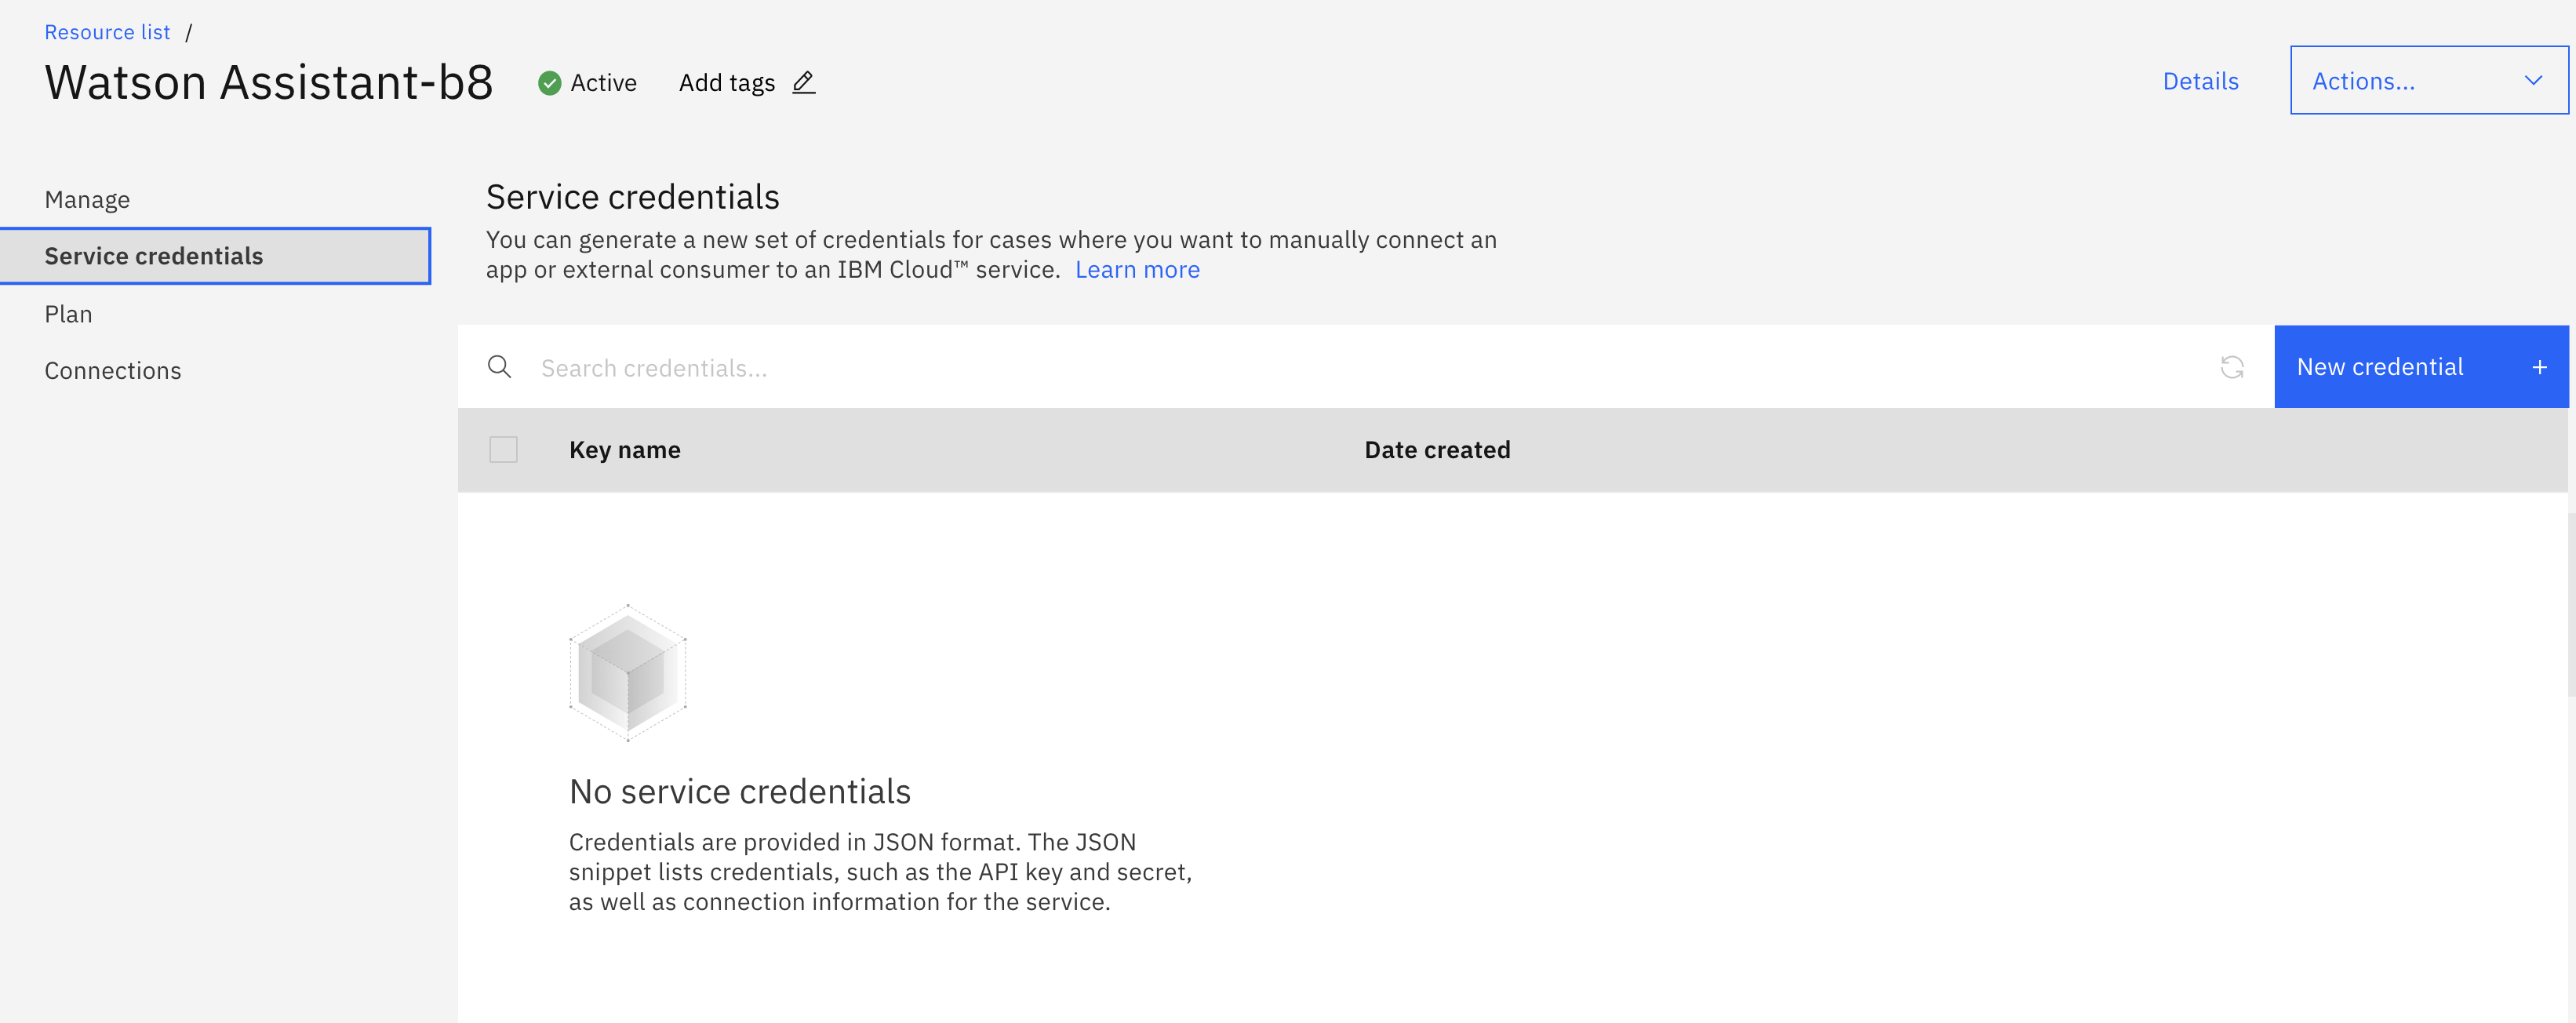 Resource list /
Watson Assistant-b8
Active
Add tags
Details
Actions...
Manage
Service credentials
Plan
Connections
Service credentials
You can generate a new set of credentials for cases where you want to manually connect an
app or external consumer to an IBM Cloud™ service. Learn more
Search credentials...
New credential +
Key name
Date created
No service credentials
Credentials are provided in JSON format. The JSON
snippet lists credentials, such as the API key and secret,
as well as connection information for the service.